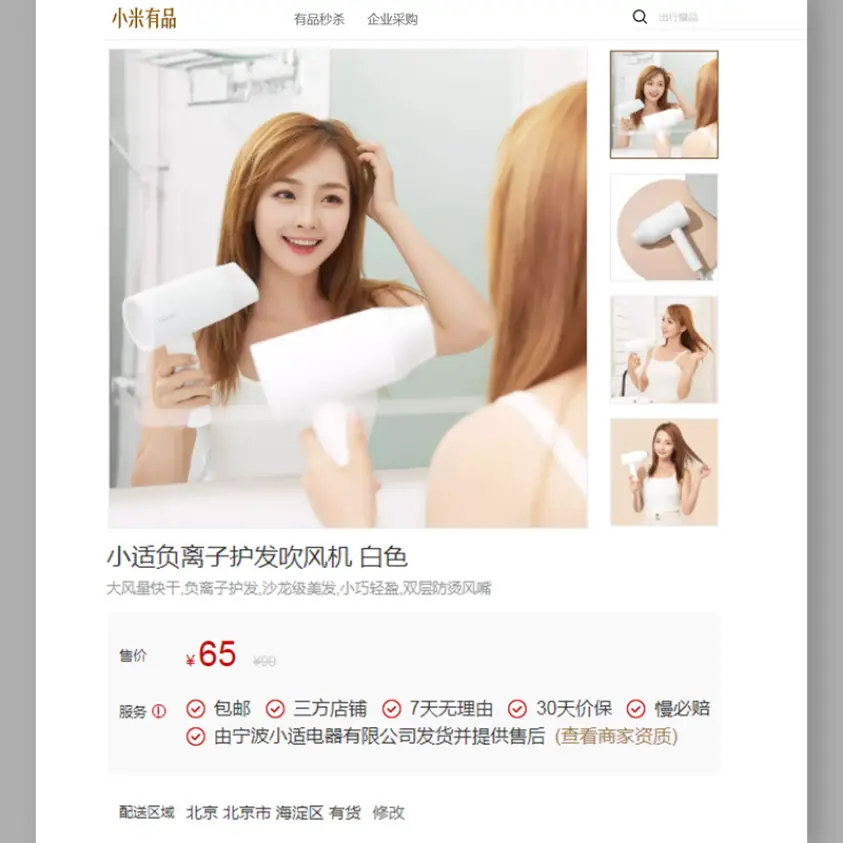 小米有品
有品秒杀 企业采购
出行爆品
小适负离子护发吹风机 白色
大风量快干,负离子护发,沙龙级美发,小巧轻盈,双层防烫风嘴
售价 ¥65 ¥99
服务 包邮 三方店铺 7天无理由 30天价保 慢必赔
由宁波小适电器有限公司发货并提供售后 (查看商家资质)
配送区域 北京 北京市 海淀区 有货 修改